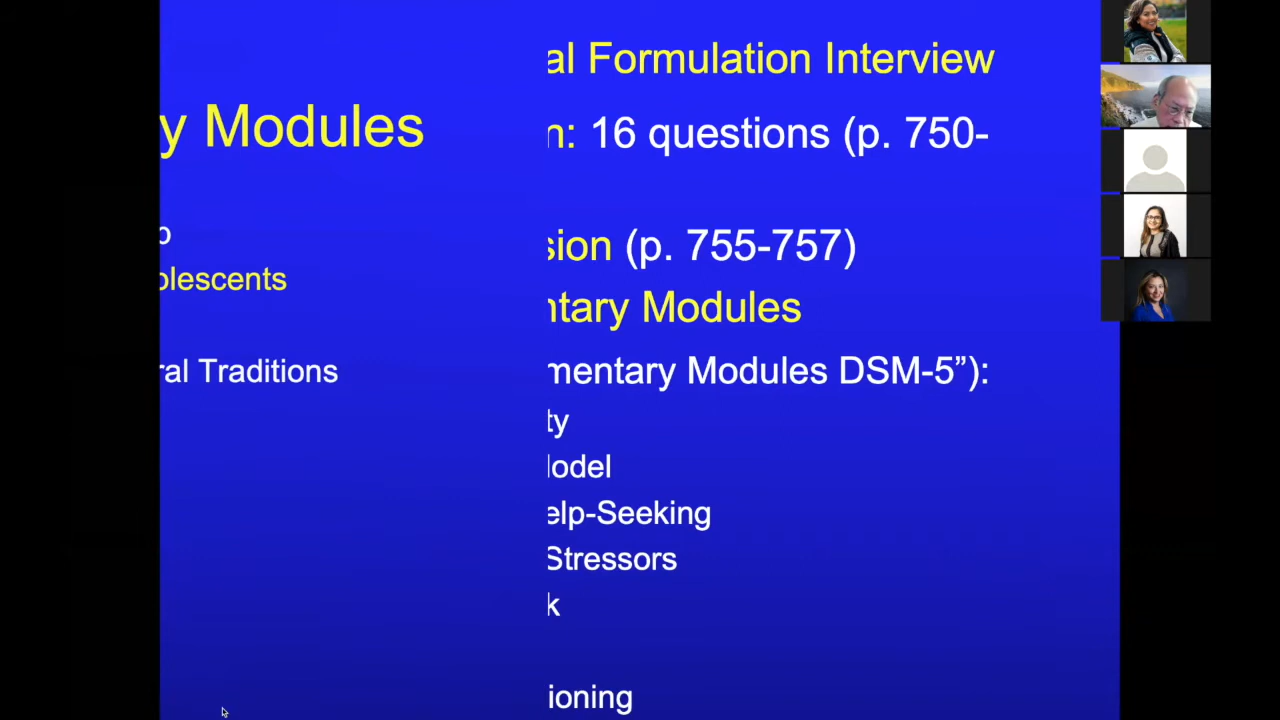 y Modules
p
olescents
ral Traditions
al Formulation Interview
n: 16 questions (p. 750-
sion (p. 755-757)
ntary Modules
mentary Modules DSM-5”):
ty
lodel
elp-Seeking
Stressors
k
ioning